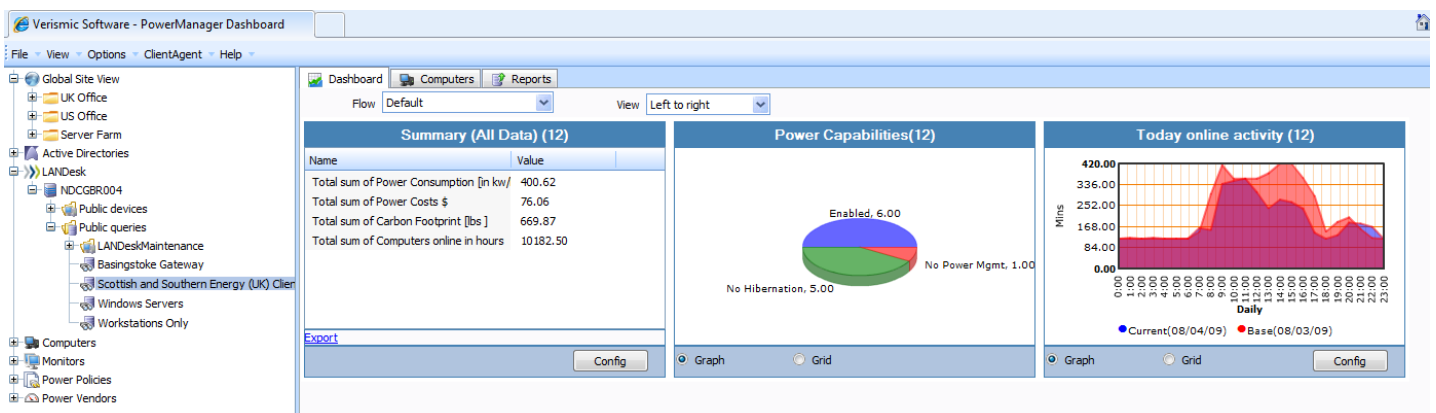 Verismic Software - PowerManager Dashboard
File View Options ClientAgent Help
Global Site View
UK Office
US Office
Server Farm
Active Directories
LANDesk
NDCGBR004
Public devices
Public queries
LANDeskMaintenance
Basingstoke Gateway
Scottish and Southern Energy (UK) Clien
Windows Servers
Workstations Only
Computers
Monitors
Power Policies
Power Vendors
Dashboard Computers Reports
Flow Default View Left to right
Summary (All Data) (12)
Name Value
Total sum of Power Consumption [in kw/ 400.62
Total sum of Power Costs $ 76.06
Total sum of Carbon Footprint [lbs ] 669.87
Total sum of Computers online in hours 10182.50
Export
Config
Power Capabilities(12)
Enabled, 6.00
No Power Mgmt, 1.00
No Hibernation, 5.00
Graph Grid
Today online activity (12)
420.00
336.00
252.00
168.00
84.00
0.00
Mins
0:00 1:00 2:00 3:00 4:00 5:00 6:00 7:00 8:00 9:00 10:00 11:00 12:00 13:00 14:00 15:00 16:00 17:00 18:00 19:00 20:00 21:00 22:00 23:00
Daily
Current(08/04/09) Base(08/03/09)
Graph Grid Config